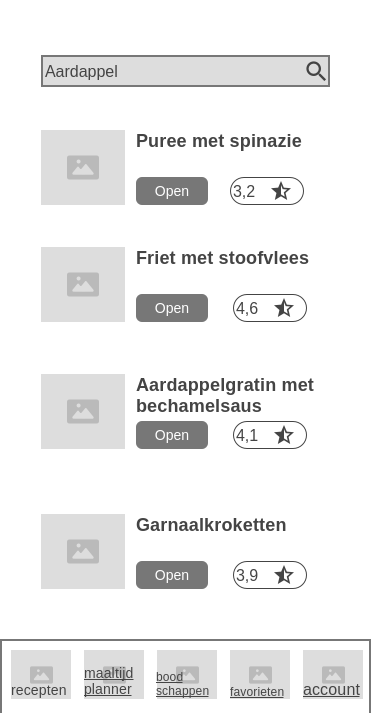 Aardappel
Puree met spinazie
Open
3,2
Friet met stoofvlees
Open
4,6
Aardappelgratin met
bechamelsaus
Open
4,1
Garnaalkroketten
Open
3,9
recepten
maaltijd
planner
bood
schappen
favorieten
account